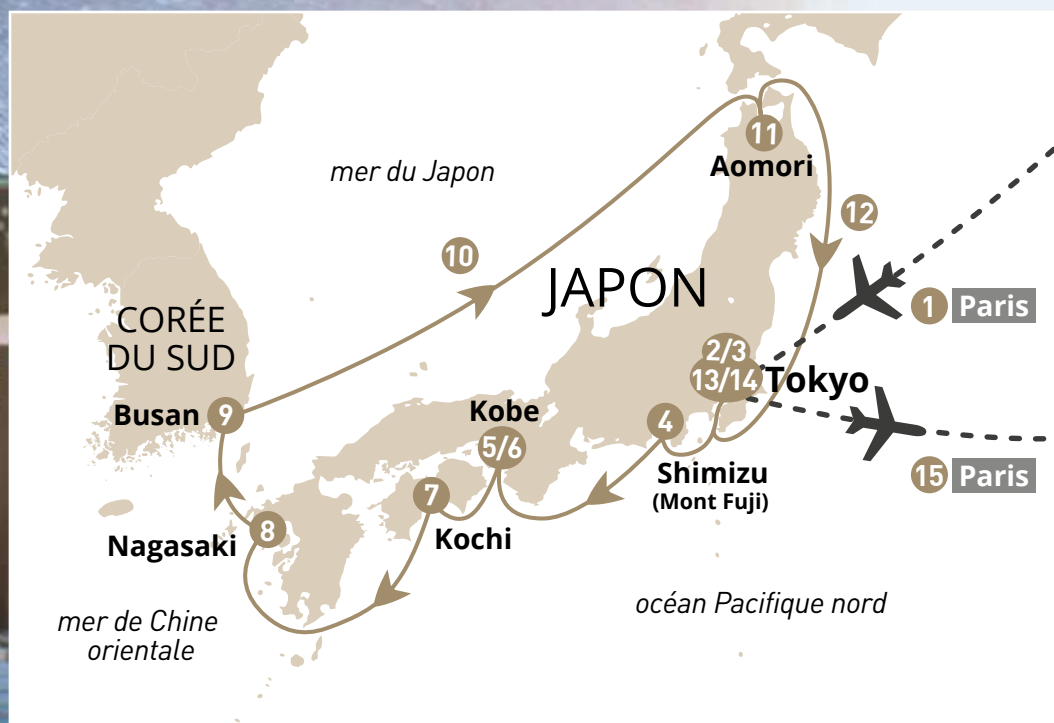 11
Aomori
mer du Japon
12
10
JAPON
1 Paris
CORÉE
DU SUD
2/3
13/14 Tokyo
Busan 9
Kobe
5/6
4
15 Paris
Shimizu
(Mont Fuji)
7
Kochi
Nagasaki 8
océan Pacifique nord
mer de Chine
orientale